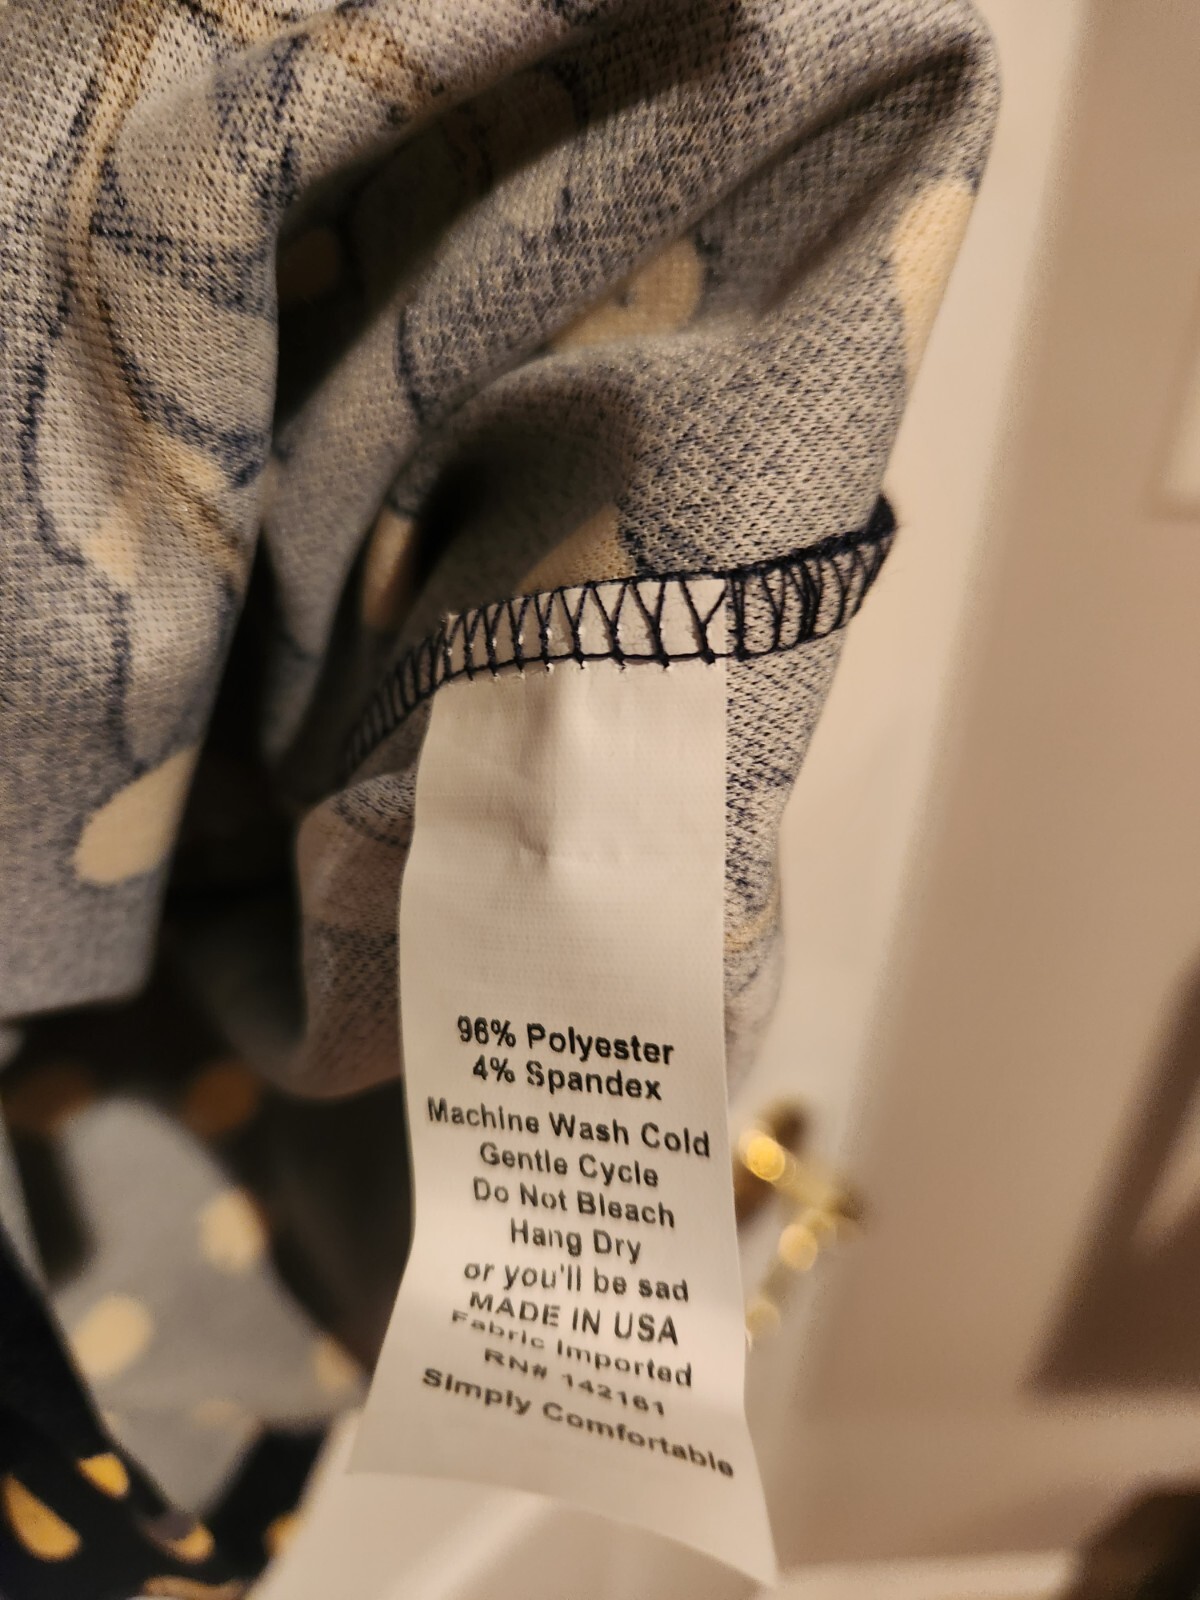 96% Polyester
4% Spandex
Machine Wash Cold
Gentle Cycle
Do Not Bleach
Hang Dry
or you'll be sad
MADE IN USA
Fabric Imported
RN# 142161
Simply Comfortable